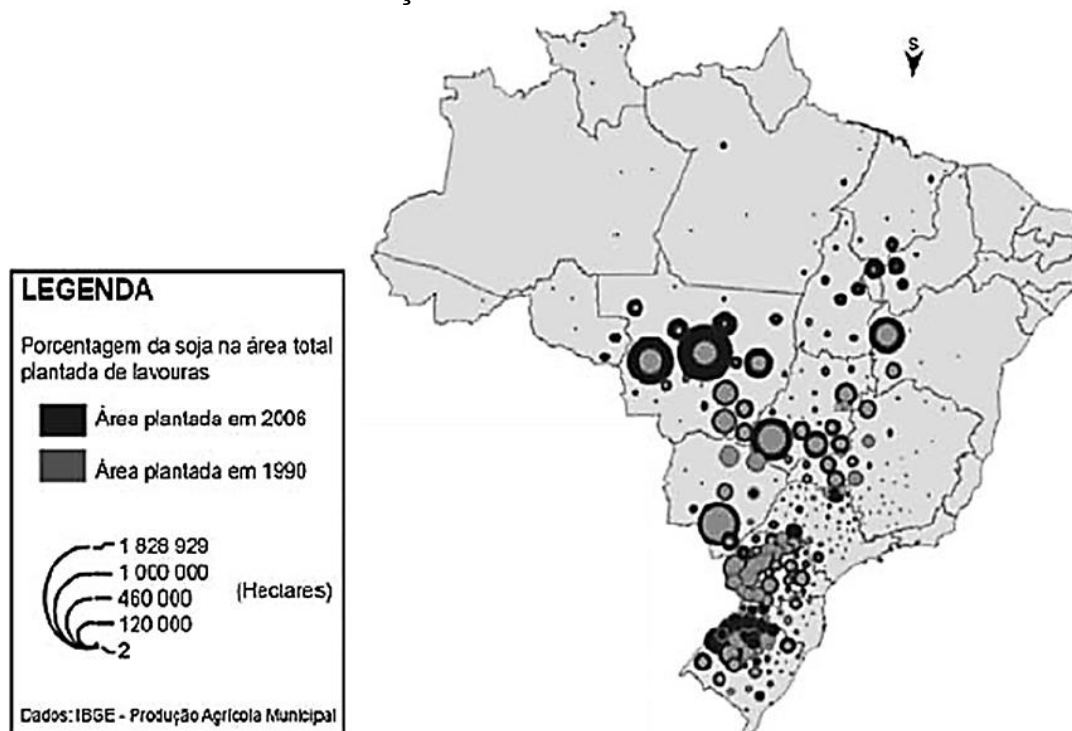 S
LEGENDA
Porcentagem da soja na área total
plantada de lavouras
Área plantada em 2006
Área plantada em 1990
1 828 929
1 000 000
460 000
120 000
2
(Hectares)
Dados: IBGE - Produção Agrícola Municipal